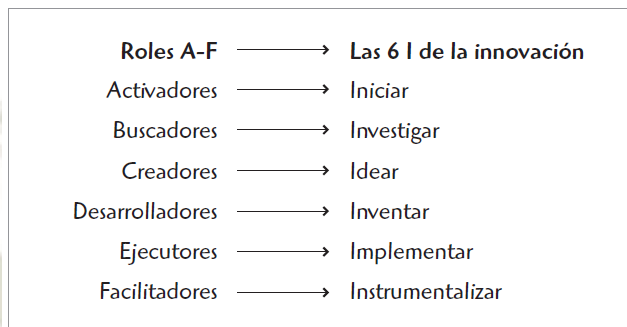 Roles A-F → Las 6 I de la innovación
Activadores → Iniciar
Buscadores → Investigar
Creadores → Idear
Desarrolladores → Inventar
Ejecutores → Implementar
Facilitadores → Instrumentalizar